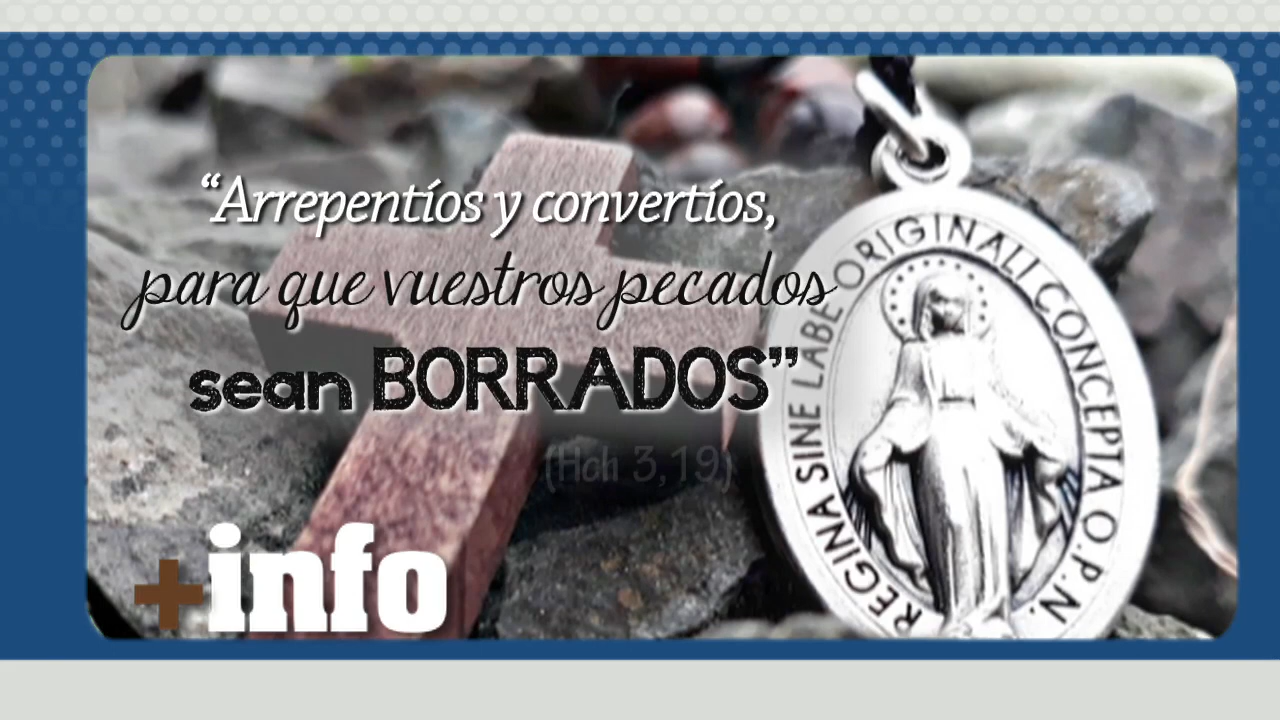 “Arrepentíos y convertíos,
para que vuestros pecados
sean BORRADOS”
(Hch 3,19)
+info
REGINA SINE LABE ORIGINALI CONCEPTA O.P.N.